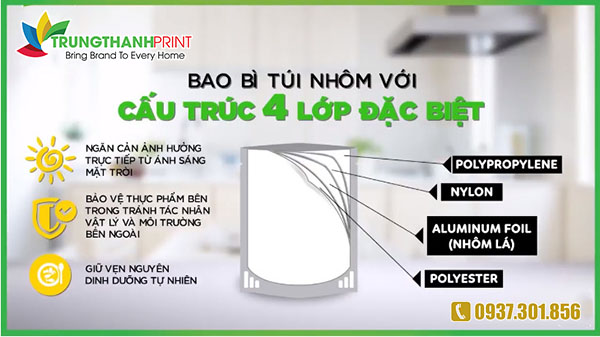 TRUNGTHANHPRINT
Bring Brand To Every Home
BAO BÌ TÚI NHÔM VỚI
CẤU TRÚC 4 LỚP ĐẶC BIỆT
NGĂN CẢN ẢNH HƯỞNG
TRỰC TIẾP TỪ ÁNH SÁNG
MẶT TRỜI
BẢO VỆ THỰC PHẨM BÊN
TRONG TRÁNH TÁC NHÂN
VẬT LÝ VÀ MÔI TRƯỜNG
BÊN NGOÀI
GIỮ VẸN NGUYÊN
DINH DƯỠNG TỰ NHIÊN
POLYPROPYLENE
NYLON
ALUMINUM FOIL
(NHÔM LÁ)
POLYESTER
0937.301.856